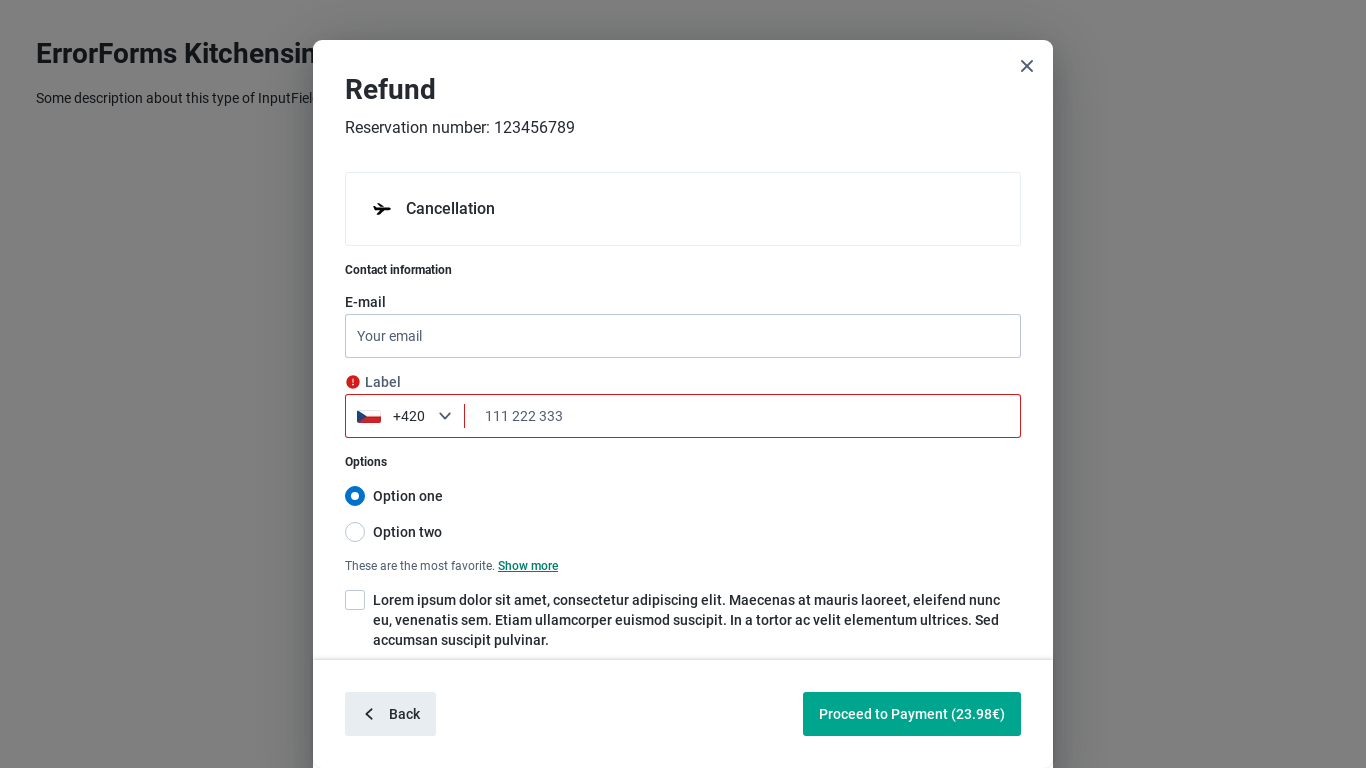 ErrorForms Kitchensin
Some description about this type of InputFiel
Refund
Reservation number: 123456789
Cancellation
Contact information
E-mail
Your email
Label
+420
111 222 333
Options
Option one
Option two
These are the most favorite. Show more
Lorem ipsum dolor sit amet, consectetur adipiscing elit. Maecenas at mauris laoreet, eleifend nunc
eu, venenatis sem. Etiam ullamcorper euismod suscipit. In a tortor ac velit elementum ultrices. Sed
accumsan suscipit pulvinar.
Back
Proceed to Payment (23.98€)